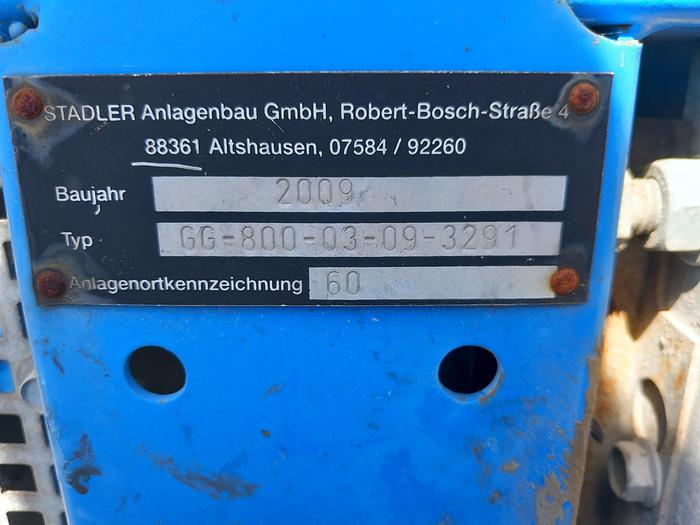 STADLER Anlagenbau GmbH, Robert-Bosch-Straße 4
88361 Altshausen, 07584 / 92260
Baujahr 2009
Typ GG-800-03-09-3291
Anlagenortkennzeichnung 60